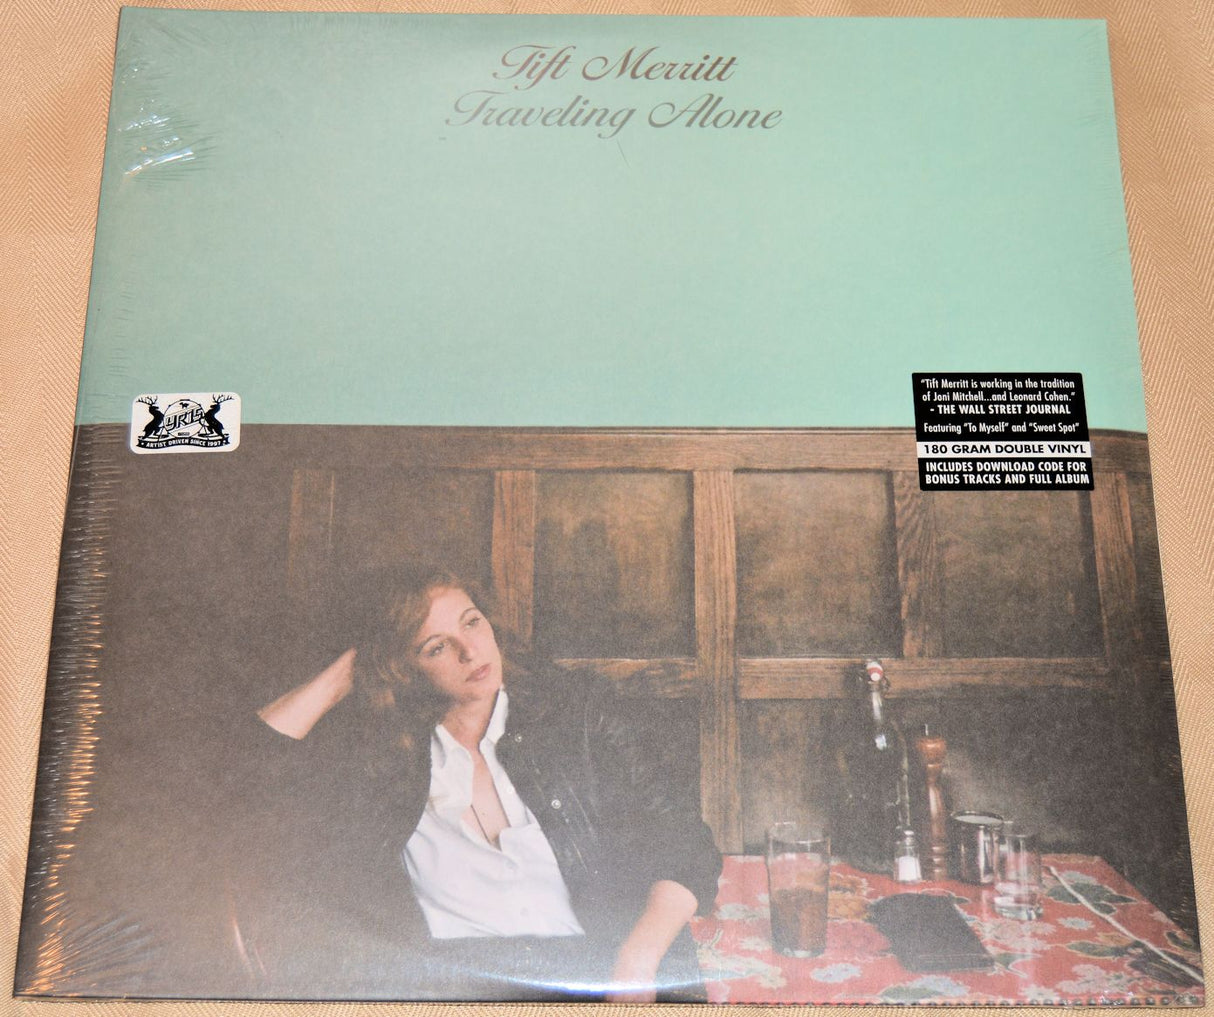 Tift Merritt
Traveling Alone
YR15
ARTIST DRIVEN SINCE 1997
"Tift Merritt is working in the tradition
of Joni Mitchell...and Leonard Cohen."
- THE WALL STREET JOURNAL
Featuring "To Myself" and "Sweet Spot"
180 GRAM DOUBLE VINYL
INCLUDES DOWNLOAD CODE FOR
BONUS TRACKS AND FULL ALBUM